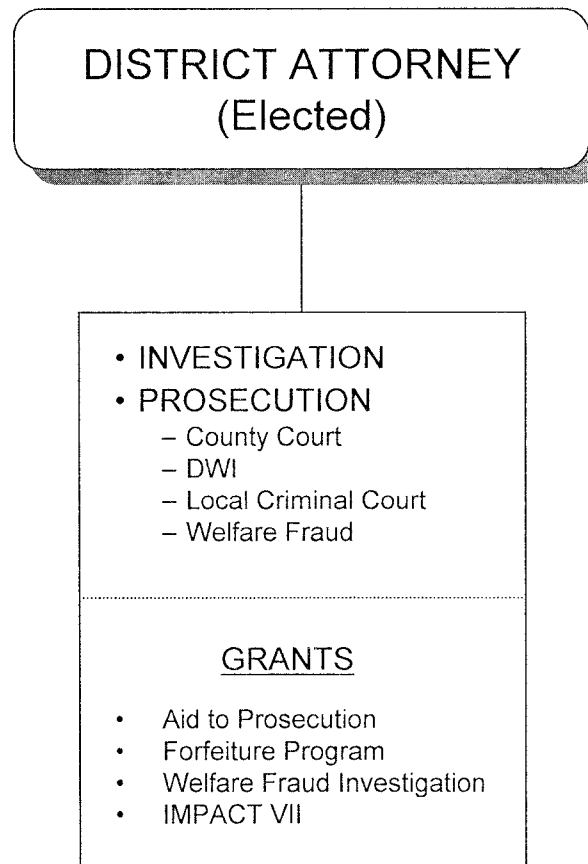 DISTRICT ATTORNEY
(Elected)
• INVESTIGATION
• PROSECUTION
– County Court
– DWI
– Local Criminal Court
– Welfare Fraud
GRANTS
• Aid to Prosecution
• Forfeiture Program
• Welfare Fraud Investigation
• IMPACT VII